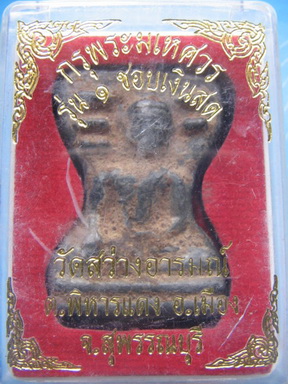 กรุพระมเหศวร
รุ่น ๑ ชอบเงินสด
วัดสว่างอารมณ์
ต.พิหารแดง อ.เมือง
จ.สุพรรณบุรี